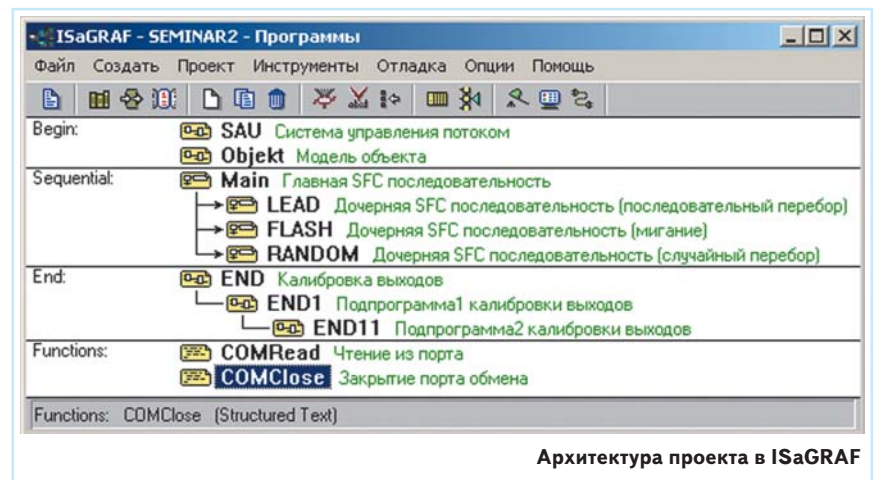 ISaGRAF - SEMINAR2 - Программы
Файл Создать Проект Инструменты Отладка Опции Помощь
Begin: SAU Система управления потоком
Objekt Модель объекта
Sequential: Main Главная SFC последовательность
LEAD Дочерняя SFC последовательность (последовательный перебор)
FLASH Дочерняя SFC последовательность (мигание)
RANDOM Дочерняя SFC последовательность (случайный перебор)
End: END Калибровка выходов
END1 Подпрограмма1 калибровки выходов
END11 Подпрограмма2 калибровки выходов
Functions: COMRead Чтение из порта
COMClose Закрытие порта обмена
Functions: COMClose (Structured Text)
Архитектура проекта в ISaGRAF